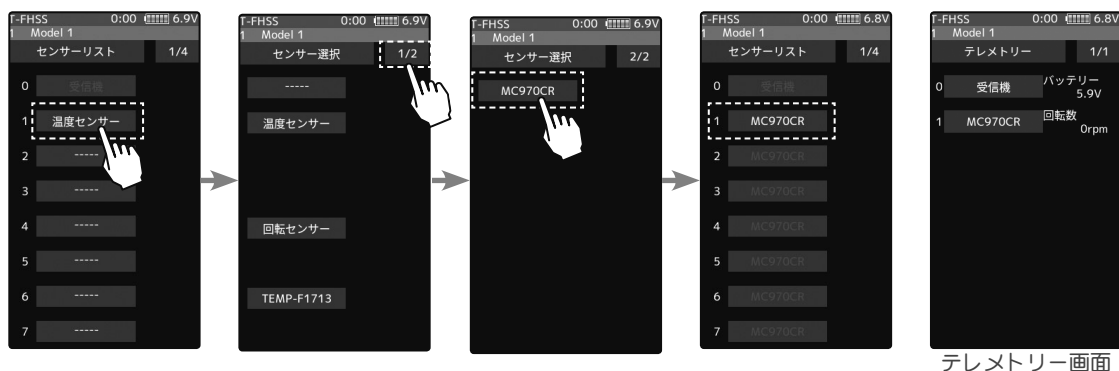 T-FHSS 0:00 6.9V
1 Model 1
センサーリスト 1/4
0 受信機
1 温度センサー
2 -----
3 -----
4 -----
5 -----
6 -----
7 -----
T-FHSS 0:00 6.9V
1 Model 1
センサー選択 1/2
-----
温度センサー
回転センサー
TEMP-F1713
T-FHSS 0:00 6.9V
1 Model 1
センサー選択 2/2
MC970CR
T-FHSS 0:00 6.8V
1 Model 1
センサーリスト 1/4
0 受信機
1 MC970CR
2 MC970CR
3 MC970CR
4 MC970CR
5 MC970CR
6 MC970CR
7 MC970CR
T-FHSS 0:00 6.8V
1 Model 1
テレメトリー 1/1
0 受信機 バッテリー
5.9V
1 MC970CR 回転数
0rpm
テレメトリー画面